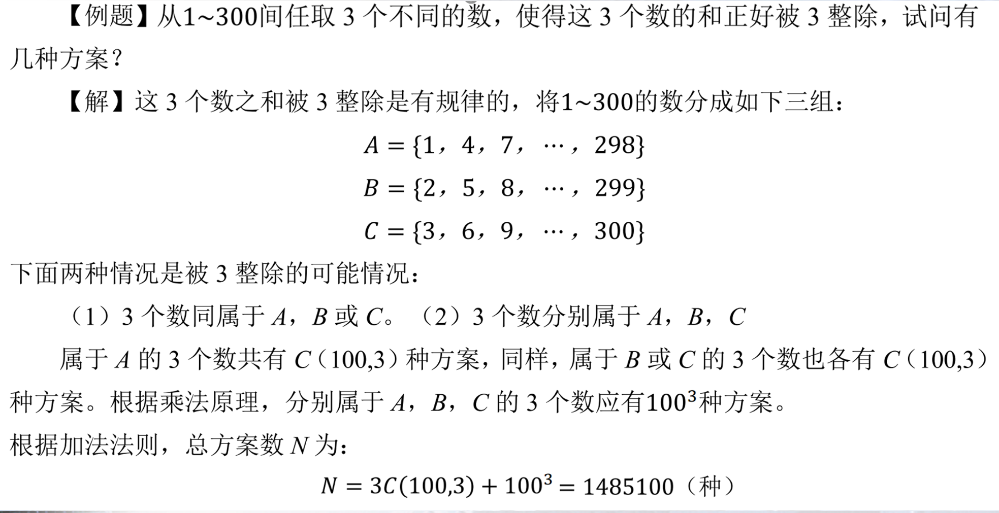 【例题】从1~300间任取 3 个不同的数，使得这 3 个数的和正好被 3 整除，试问有
几种方案？
【解】这 3 个数之和被 3 整除是有规律的，将1~300的数分成如下三组：
A = {1，4，7，⋯，298}
B = {2，5，8，⋯，299}
C = {3，6，9，⋯，300}
下面两种情况是被 3 整除的可能情况：
（1）3 个数同属于 A，B 或 C。（2）3 个数分别属于 A，B，C
属于 A 的 3 个数共有 C（100,3）种方案，同样，属于 B 或 C 的 3 个数也各有 C（100,3）
种方案。根据乘法原理，分别属于 A，B，C 的 3 个数应有100³种方案。
根据加法法则，总方案数 N 为：
N = 3C(100,3) + 100³ = 1485100（种）